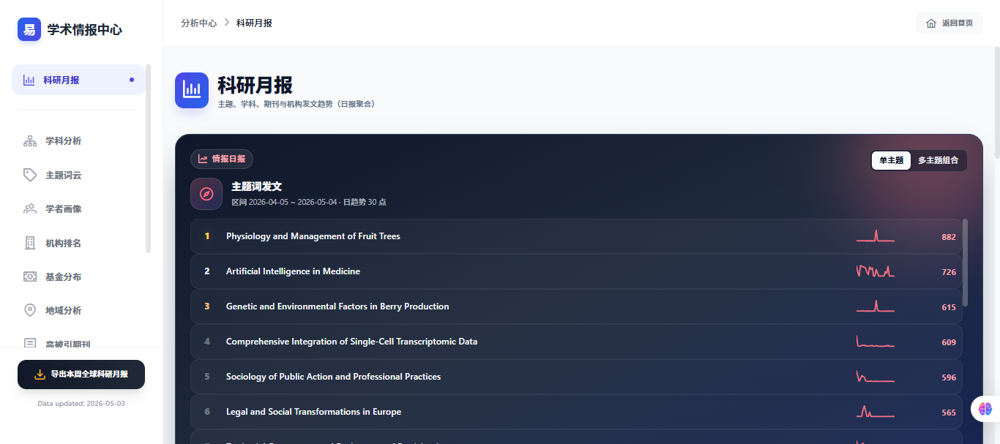 易 学术情报中心
科研月报
学科分析
主题词云
学者画像
机构排名
基金分布
地域分析
高被引期刊
导出本周全球科研月报
Data updated: 2026-05-03
分析中心 > 科研月报
返回首页
科研月报
主题、学科、期刊与机构发文趋势（日报聚合）
情报日报
单主题 多主题组合
主题词发文
区间 2026-04-05 ~ 2026-05-04 · 日趋势 30 点
1 Physiology and Management of Fruit Trees 882
2 Artificial Intelligence in Medicine 726
3 Genetic and Environmental Factors in Berry Production 615
4 Comprehensive Integration of Single-Cell Transcriptomic Data 609
5 Sociology of Public Action and Professional Practices 596
6 Legal and Social Transformations in Europe 565